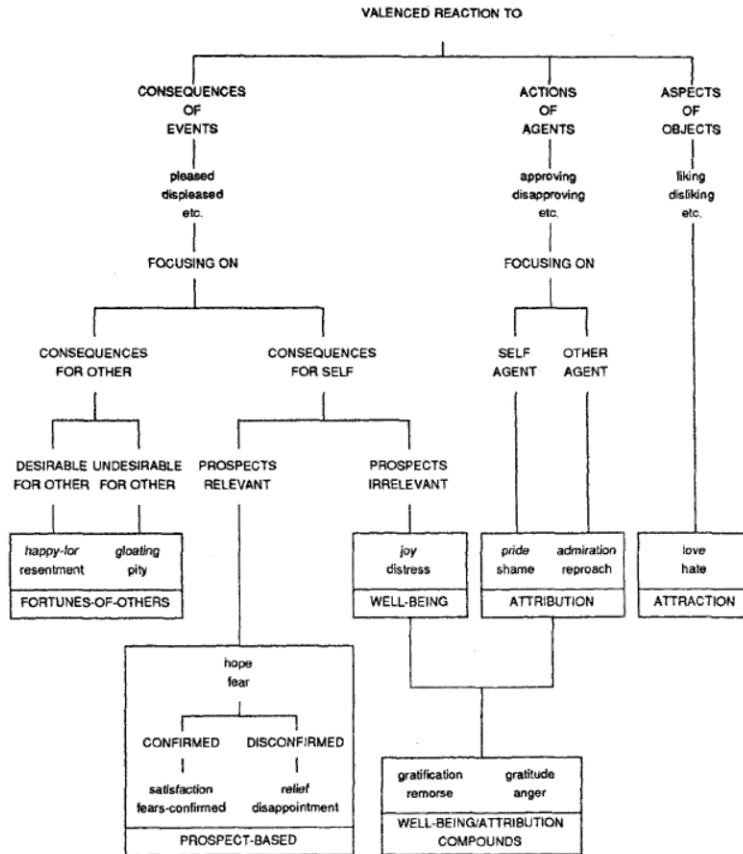 VALENCED REACTION TO
CONSEQUENCES
OF
EVENTS
ACTIONS
OF
AGENTS
ASPECTS
OF
OBJECTS
pleased
displeased
etc.
approving
disapproving
etc.
liking
disliking
etc.
FOCUSING ON
FOCUSING ON
CONSEQUENCES
FOR OTHER
CONSEQUENCES
FOR SELF
SELF
AGENT
OTHER
AGENT
DESIRABLE
FOR OTHER
UNDESIRABLE
FOR OTHER
PROSPECTS
RELEVANT
PROSPECTS
IRRELEVANT
happy-for
resentment
gloating
pity
FORTUNES-OF-OTHERS
joy
distress
WELL-BEING
pride
shame
admiration
reproach
ATTRIBUTION
love
hate
ATTRACTION
hope
fear
CONFIRMED
DISCONFIRMED
satisfaction
fears-confirmed
relief
disappointment
PROSPECT-BASED
gratification
remorse
gratitude
anger
WELL-BEING/ATTRIBUTION
COMPOUNDS